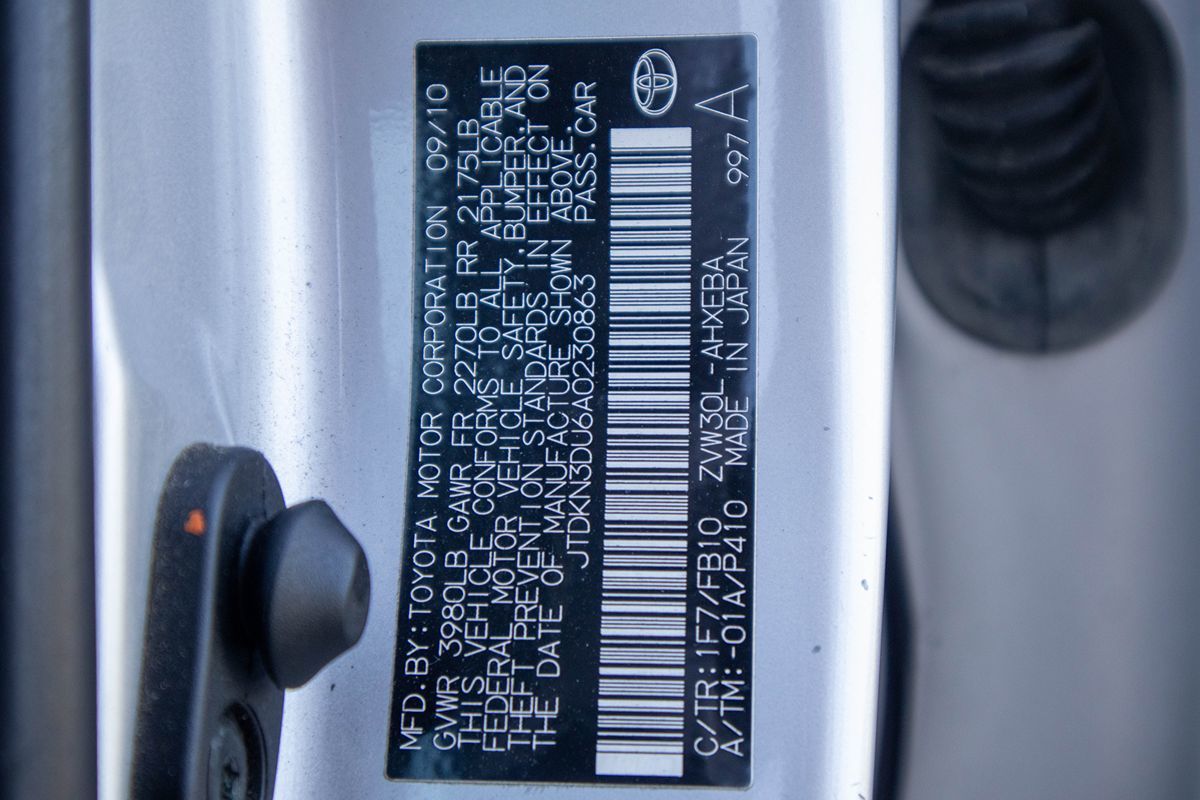 MFD. BY: TOYOTA MOTOR CORPORATION 09/10
GVWR 3980LB GAWR FR 2270LB RR 2175LB
THIS VEHICLE CONFORMS TO ALL APPLICABLE
FEDERAL MOTOR VEHICLE SAFETY, BUMPER, AND
THEFT PREVENTION STANDARDS IN EFFECT ON
THE DATE OF MANUFACTURE SHOWN ABOVE.
JTDKN3DU6A0230863 PASS.CAR
C/TR: 1F7/FB10 ZVW30L-AHXEBA 997 A
A/TM: -01A/P410 MADE IN JAPAN